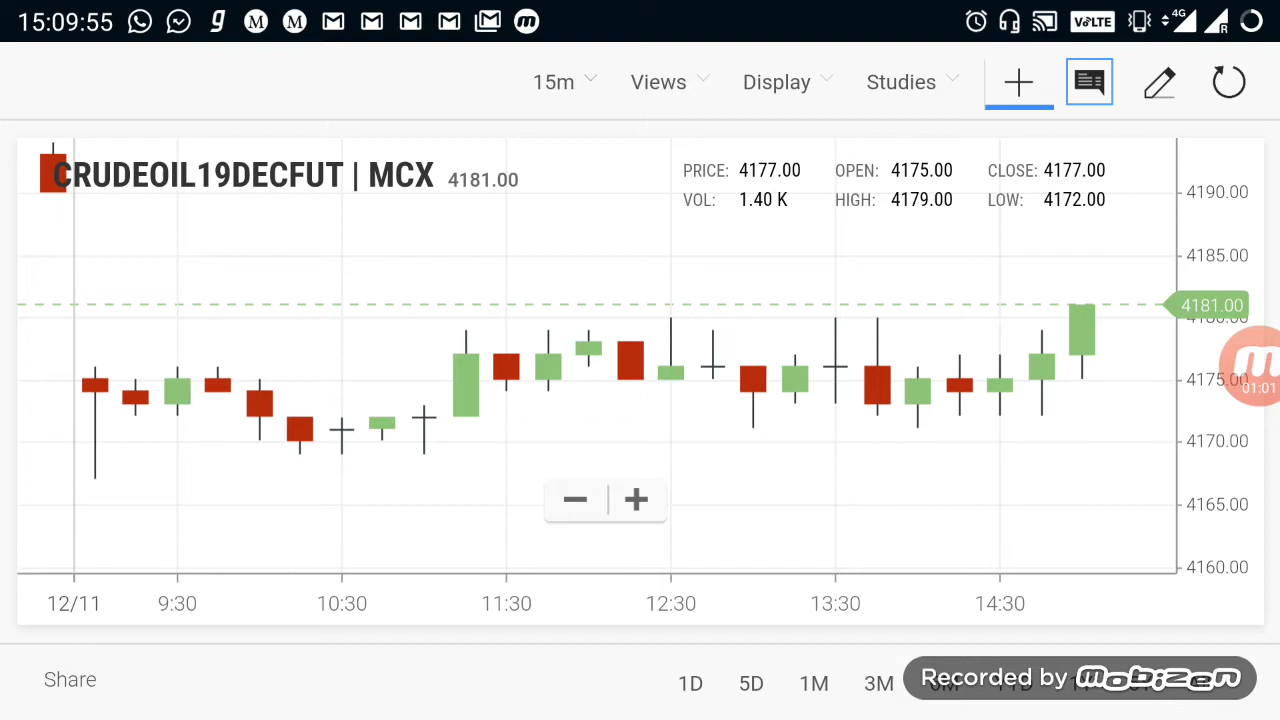 15:09:55 4G VoLTE R
15m Views Display Studies
CRUDEOIL19DECFUT | MCX 4181.00
PRICE: 4177.00 OPEN: 4175.00 CLOSE: 4177.00
VOL: 1.40 K HIGH: 4179.00 LOW: 4172.00
4190.00
4185.00
4181.00
4180.00
4175.00
01:01
4170.00
4165.00
4160.00
12/11 9:30 10:30 11:30 12:30 13:30 14:30
Share
1D 5D 1M 3M
Recorded by mobizen